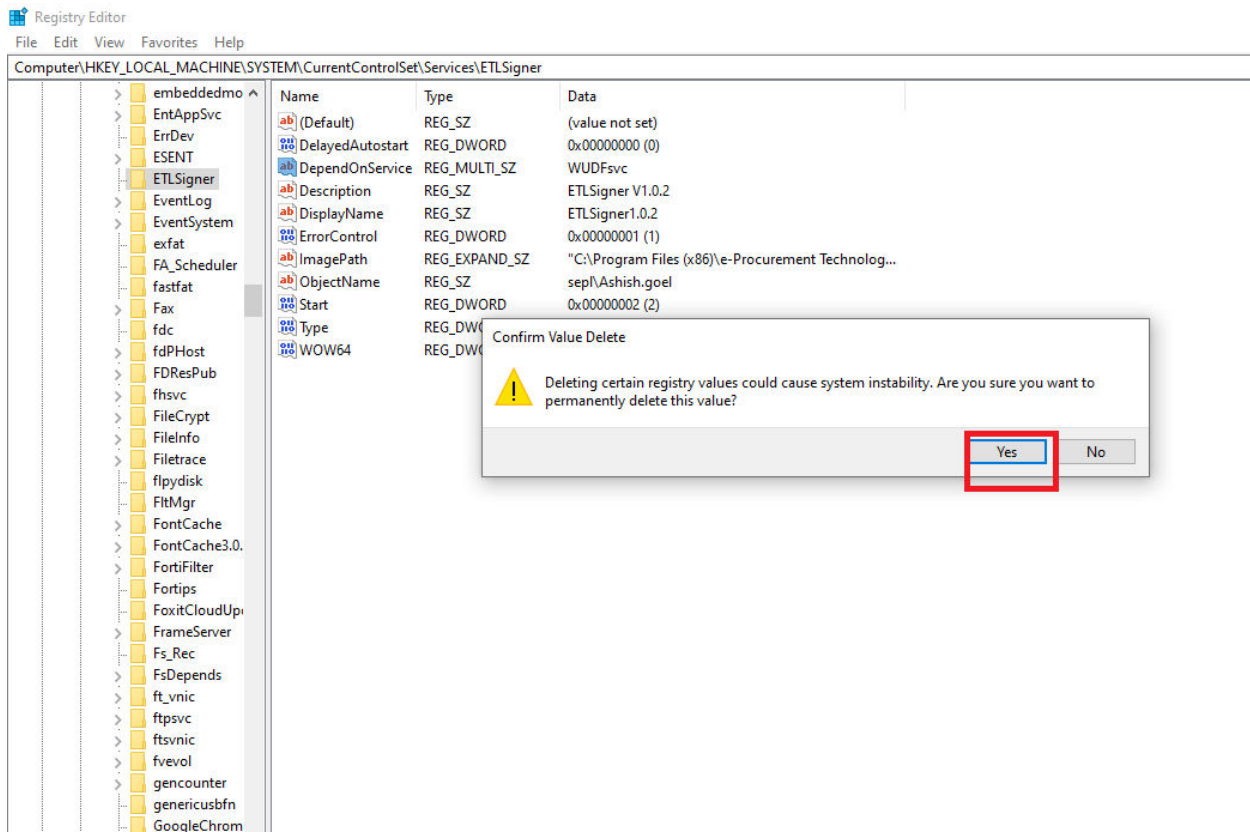 Registry Editor
File Edit View Favorites Help
Computer\HKEY_LOCAL_MACHINE\SYSTEM\CurrentControlSet\Services\ETLSigner
embeddedmo
EntAppSvc
ErrDev
ESENT
ETLSigner
EventLog
EventSystem
exfat
FA_Scheduler
fastfat
Fax
fdc
fdPHost
FDResPub
fhsvc
FileCrypt
FileInfo
Filetrace
flpydisk
FltMgr
FontCache
FontCache3.0.
FortiFilter
Fortips
FoxitCloudUp
FrameServer
Fs_Rec
FsDepends
ft_vnic
ftpsvc
ftsvnic
fvevol
gencounter
genericusbfn
GoogleChrom
Name Type Data
(Default) REG_SZ (value not set)
DelayedAutostart REG_DWORD 0x00000000 (0)
DependOnService REG_MULTI_SZ WUDFsvc
Description REG_SZ ETLSigner V1.0.2
DisplayName REG_SZ ETLSigner1.0.2
ErrorControl REG_DWORD 0x00000001 (1)
ImagePath REG_EXPAND_SZ "C:\Program Files (x86)\e-Procurement Technolog...
ObjectName REG_SZ sepl\Ashish.goel
Start REG_DWORD 0x00000002 (2)
Type REG_DW
WOW64 REG_DW
Confirm Value Delete
Deleting certain registry values could cause system instability. Are you sure you want to
permanently delete this value?
Yes No